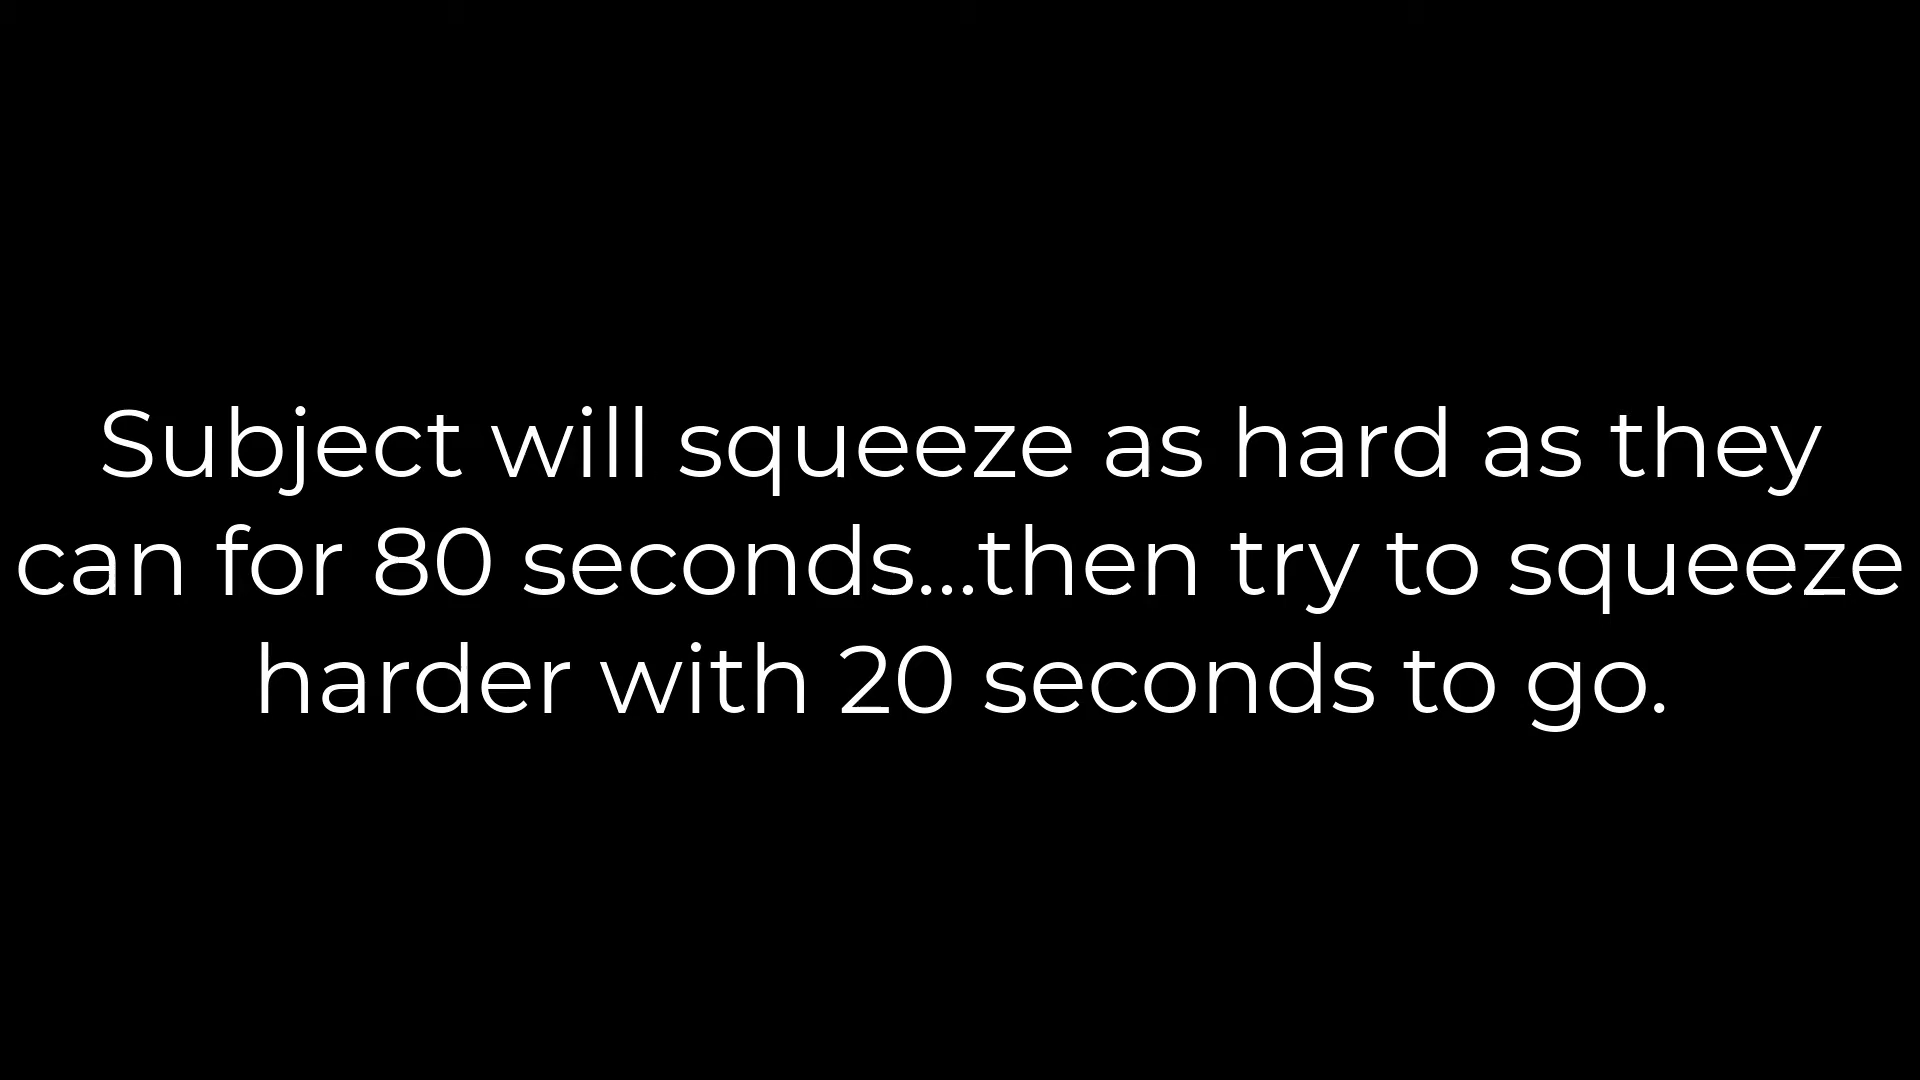 Subject will squeeze as hard as they
can for 80 seconds...then try to squeeze
harder with 20 seconds to go.